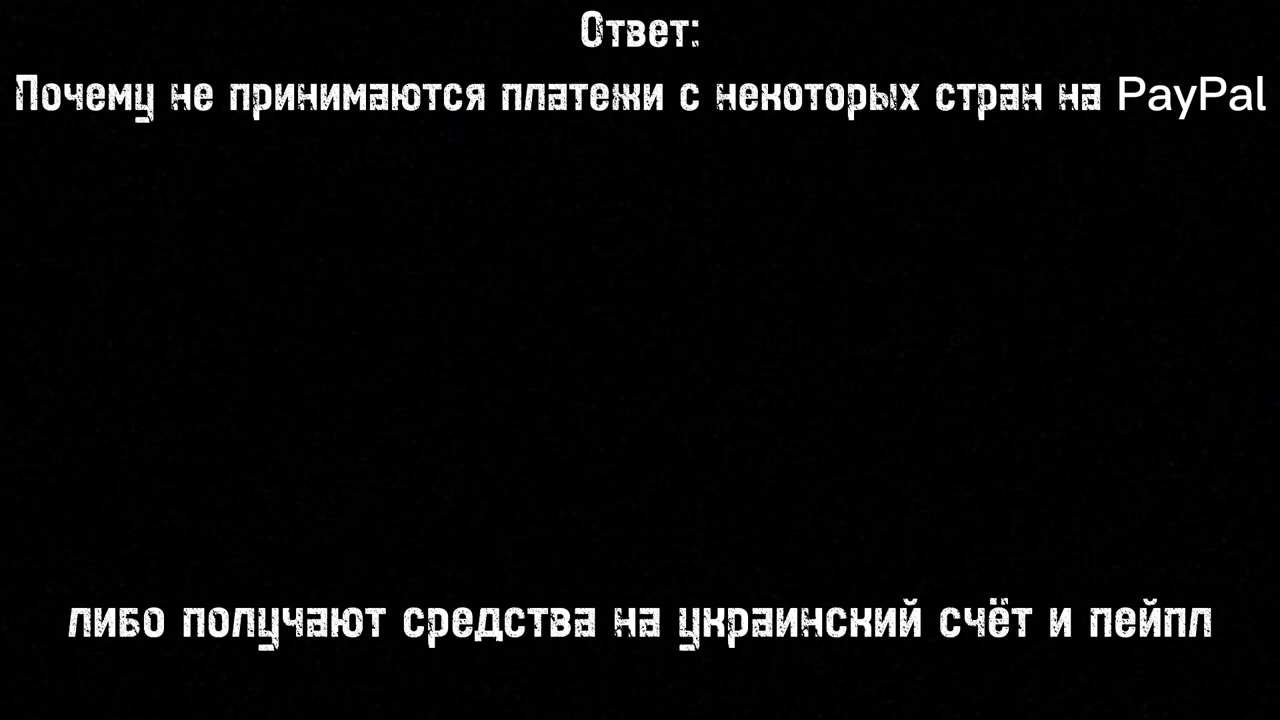 Ответ:
Почему не принимаются платежи с некоторых стран на PayPal
либо получают средства на украинский счёт и пейпл